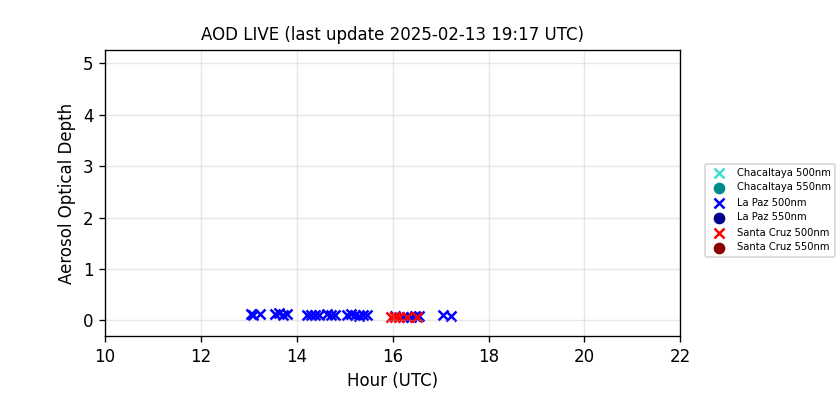 AOD LIVE (last update 2025-02-13 19:17 UTC)
Aerosol Optical Depth
5
4
3
2
1
0
10 12 14 16 18 20 22
Hour (UTC)
Chacaltaya 500nm
Chacaltaya 550nm
La Paz 500nm
La Paz 550nm
Santa Cruz 500nm
Santa Cruz 550nm